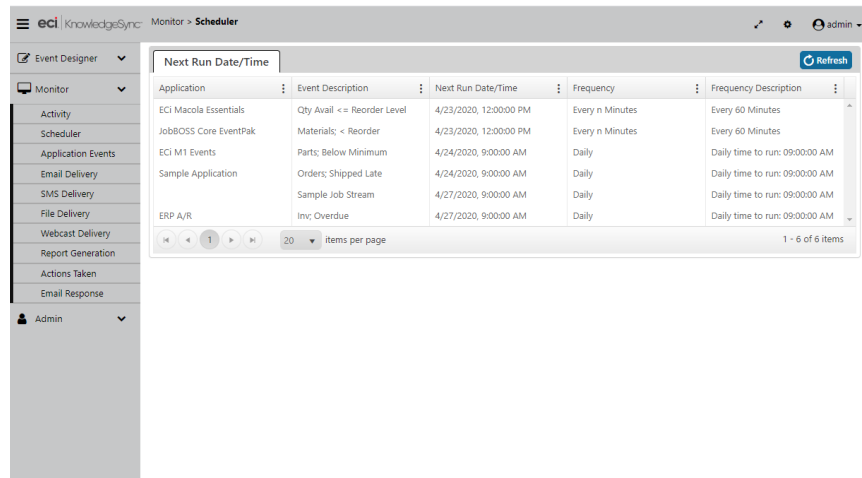 eci KnowledgeSync
Monitor > Scheduler
admin
Event Designer
Monitor
Activity
Scheduler
Application Events
Email Delivery
SMS Delivery
File Delivery
Webcast Delivery
Report Generation
Actions Taken
Email Response
Admin
Next Run Date/Time
Refresh
Application Event Description Next Run Date/Time Frequency Frequency Description
ECi Macola Essentials Qty Avail <= Reorder Level 4/23/2020, 12:00:00 PM Every n Minutes Every 60 Minutes
JobBOSS Core EventPak Materials; < Reorder 4/23/2020, 12:00:00 PM Every n Minutes Every 60 Minutes
ECi M1 Events Parts; Below Minimum 4/24/2020, 9:00:00 AM Daily Daily time to run: 09:00:00 AM
Sample Application Orders; Shipped Late 4/24/2020, 9:00:00 AM Daily Daily time to run: 09:00:00 AM
Sample Job Stream 4/27/2020, 9:00:00 AM Daily Daily time to run: 09:00:00 AM
ERP A/R Inv; Overdue 4/27/2020, 9:00:00 AM Daily Daily time to run: 09:00:00 AM
1 20 items per page 1 - 6 of 6 items